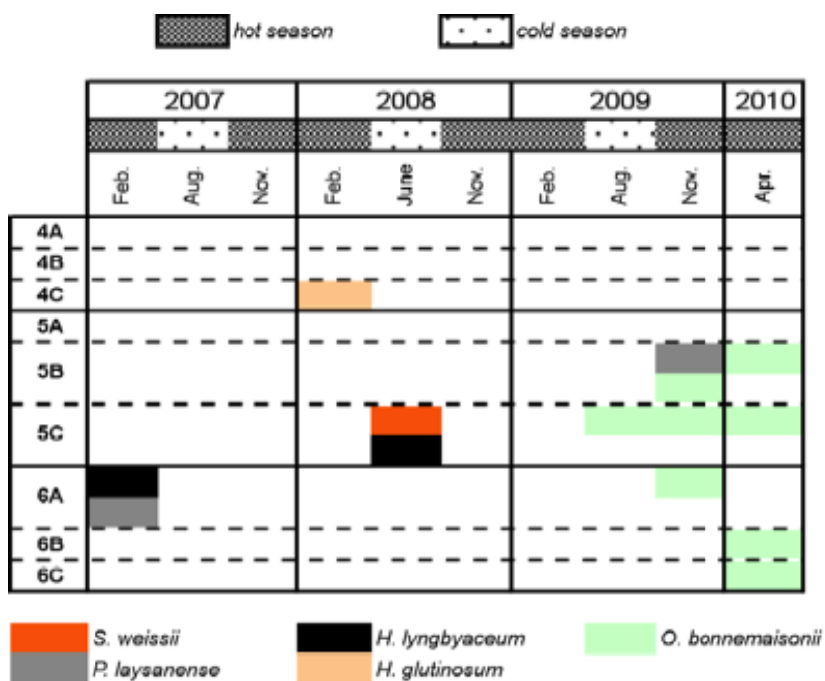 hot season cold season
2007 2008 2009 2010
Feb. Aug. Nov. Feb. June Nov. Feb. Aug. Nov. Apr.
4A
4B
4C
5A
5B
5C
6A
6B
6C
S. weissii H. lyngbyaceum O. bonnemaisonii
P. laysanense H. glutinosum